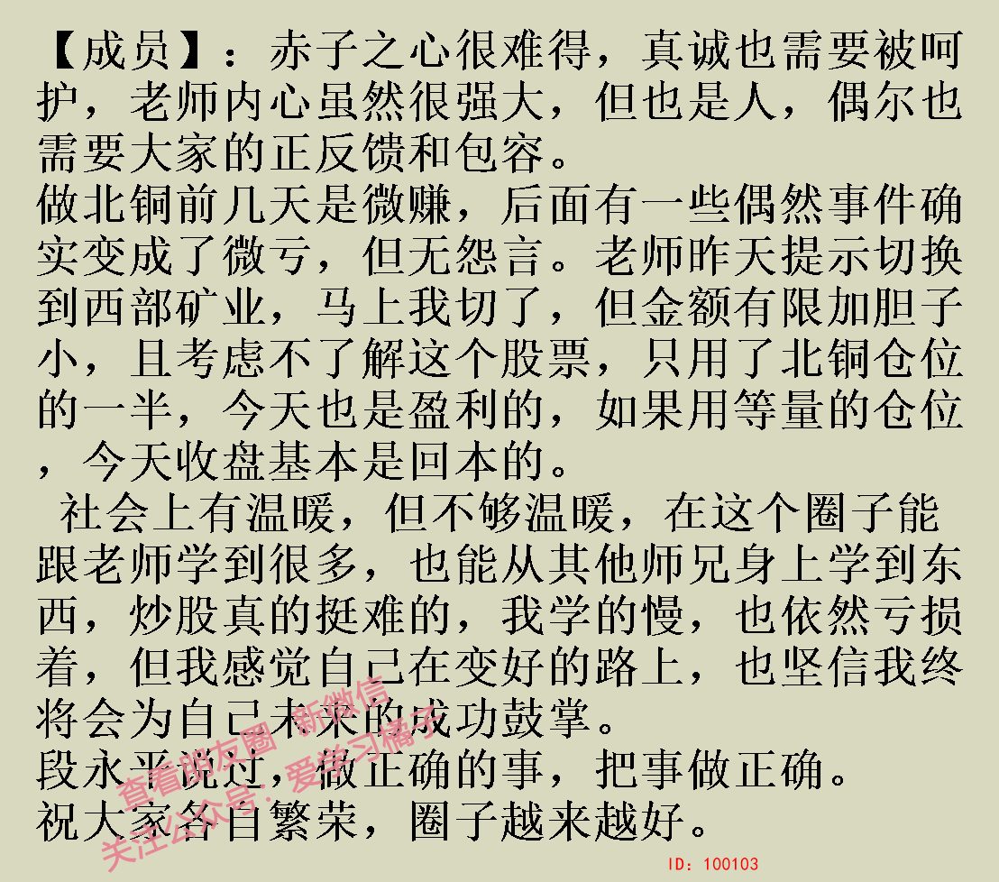 【成员】：赤子之心很难得，真诚也需要被呵
护，老师内心虽然很强大，但也是人，偶尔也
需要大家的正反馈和包容。
做北铜前几天是微赚，后面有一些偶然事件确
实变成了微亏，但无怨言。老师昨天提示切换
到西部矿业，马上我切了，但金额有限加胆子
小，且考虑不了解这个股票，只用了北铜仓位
的一半，今天也是盈利的，如果用等量的仓位
，今天收盘基本是回本的。
社会上有温暖，但不够温暖，在这个圈子能
跟老师学到很多，也能从其他师兄身上学到东
西，炒股真的挺难的，我学的慢，也依然亏损
着，但我感觉自己在变好的路上，也坚信我终
将会为自己未来的成功鼓掌。
段永平说过，做正确的事，把事做正确。
祝大家各自繁荣，圈子越来越好。
查看朋友圈 新微信
关注公众号：爱学习橘子
ID: 100103